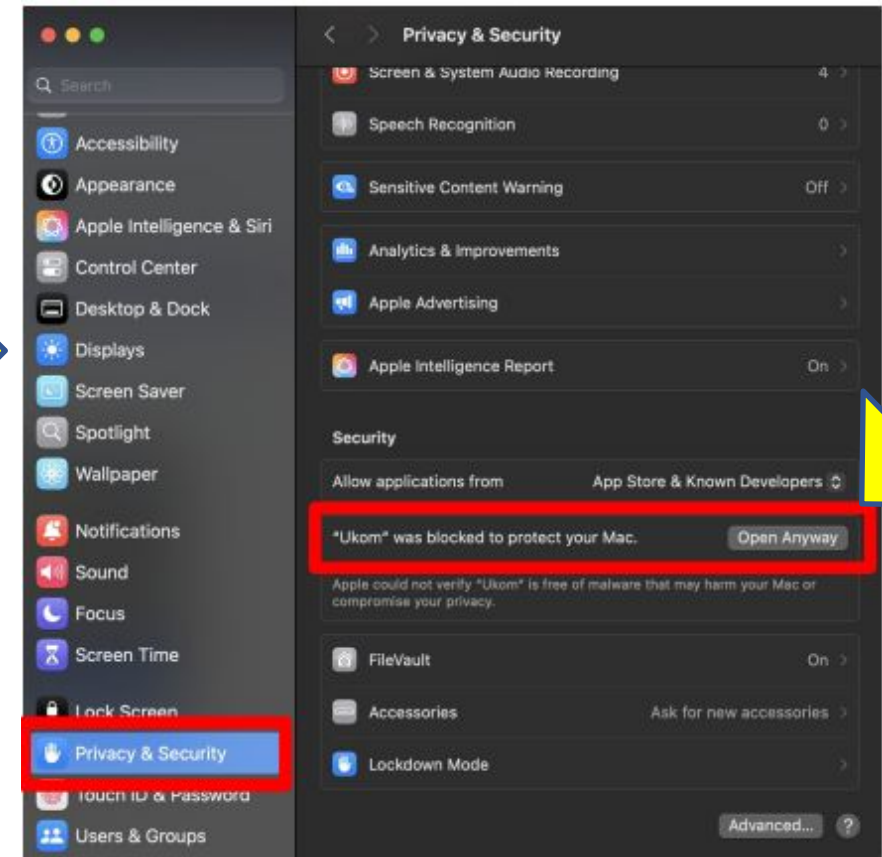 Search
Accessibility
Appearance
Apple Intelligence & Siri
Control Center
Desktop & Dock
Displays
Screen Saver
Spotlight
Wallpaper
Notifications
Sound
Focus
Screen Time
Lock Screen
Privacy & Security
Touch ID & Password
Users & Groups
Privacy & Security
Screen & System Audio Recording 4
Speech Recognition 0
Sensitive Content Warning Off
Analytics & Improvements
Apple Advertising
Apple Intelligence Report On
Security
Allow applications from App Store & Known Developers
"Ukom" was blocked to protect your Mac. Open Anyway
Apple could not verify "Ukom" is free of malware that may harm your Mac or
compromise your privacy.
FileVault On
Accessories Ask for new accessories
Lockdown Mode
Advanced... ?